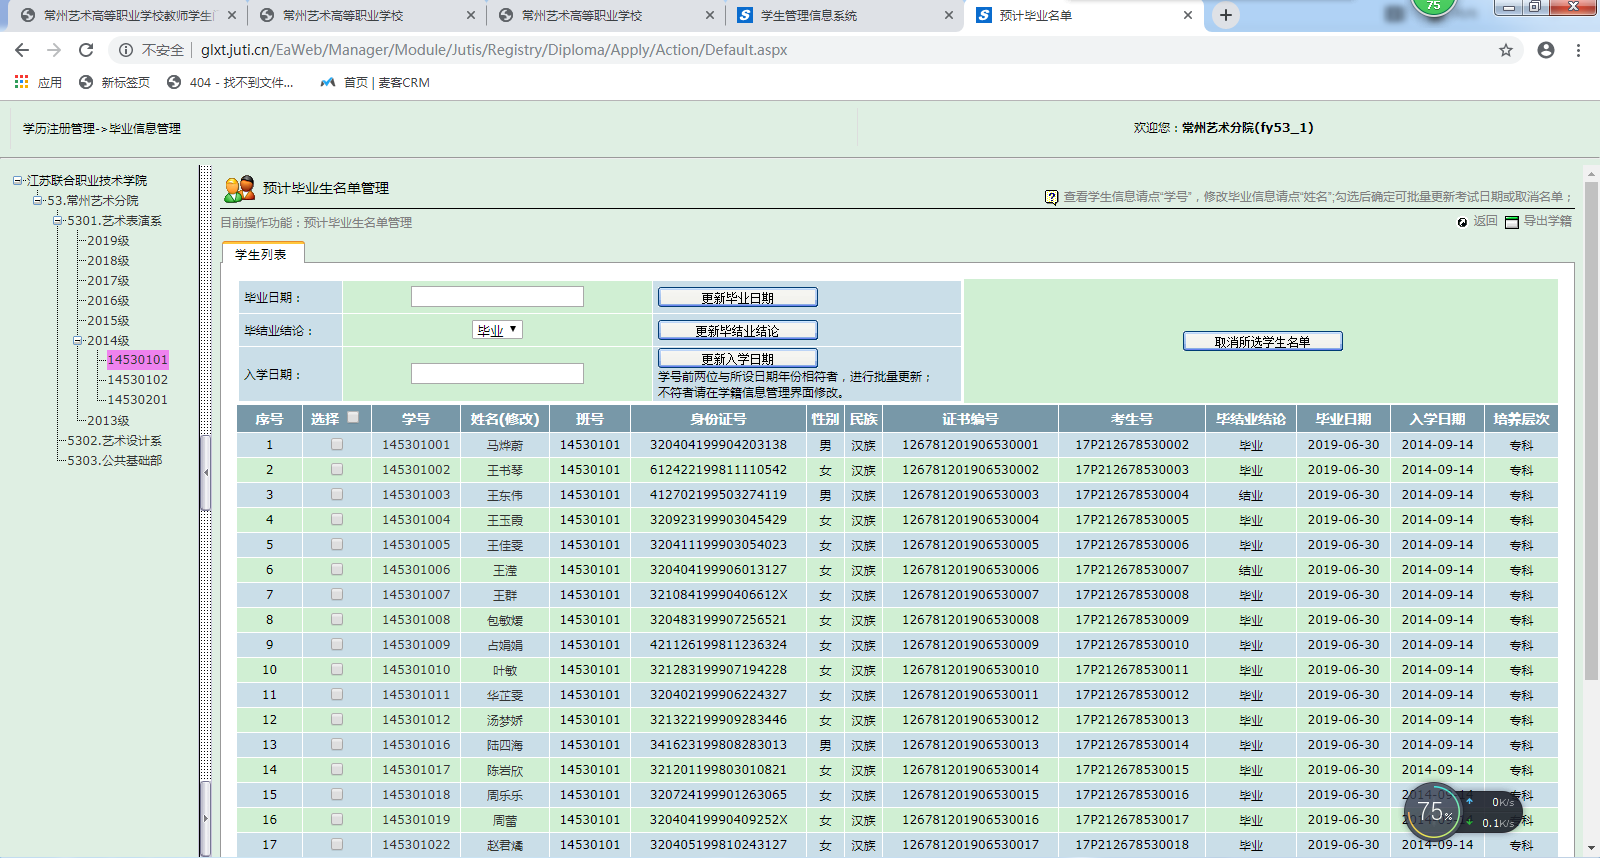 常州艺术高等职业学校教师学生
常州艺术高等职业学校
常州艺术高等职业学校
学生管理信息系统
预计毕业名单
75
不安全 glxt.juti.cn/EaWeb/Manager/Module/Jutis/Registry/Diploma/Apply/Action/Default.aspx
应用 新标签页 404 - 找不到文件... 首页 | 麦客CRM
学历注册管理->毕业信息管理
欢迎您：常州艺术分院(fy53_1)
江苏联合职业技术学院
53.常州艺术分院
5301.艺术表演系
2019级
2018级
2017级
2016级
2015级
2014级
14530101
14530102
14530201
2013级
5302.艺术设计系
5303.公共基础部
预计毕业生名单管理
查看学生信息请点“学号”，修改毕业信息请点“姓名”;勾选后确定可批量更新考试日期或取消名单；
目前操作功能：预计毕业生名单管理
返回 导出学籍
学生列表
毕业日期： 更新毕业日期
毕结业结论： 毕业 更新毕结业结论
入学日期： 更新入学日期
学号前两位与所设日期年份相符者，进行批量更新；
不符者请在学籍信息管理界面修改。
取消所选学生名单
序号 选择 学号 姓名(修改) 班号 身份证号 性别 民族 证书编号 考生号 毕结业结论 毕业日期 入学日期 培养层次
1 145301001 马烨蔚 14530101 320404199904203138 男 汉族 126781201906530001 17P212678530002 毕业 2019-06-30 2014-09-14 专科
2 145301002 王书琴 14530101 612422199811110542 女 汉族 126781201906530002 17P212678530003 毕业 2019-06-30 2014-09-14 专科
3 145301003 王东伟 14530101 412702199503274119 男 汉族 126781201906530003 17P212678530004 结业 2019-06-30 2014-09-14 专科
4 145301004 王玉霞 14530101 320923199903045429 女 汉族 126781201906530004 17P212678530005 毕业 2019-06-30 2014-09-14 专科
5 145301005 王佳雯 14530101 320411199903054023 女 汉族 126781201906530005 17P212678530006 毕业 2019-06-30 2014-09-14 专科
6 145301006 王滢 14530101 320404199906013127 女 汉族 126781201906530006 17P212678530007 结业 2019-06-30 2014-09-14 专科
7 145301007 王群 14530101 32108419990406612X 女 汉族 126781201906530007 17P212678530008 毕业 2019-06-30 2014-09-14 专科
8 145301008 包敏媛 14530101 320483199907256521 女 汉族 126781201906530008 17P212678530009 毕业 2019-06-30 2014-09-14 专科
9 145301009 占娟娟 14530101 421126199811236324 女 汉族 126781201906530009 17P212678530010 毕业 2019-06-30 2014-09-14 专科
10 145301010 叶敏 14530101 321283199907194228 女 汉族 126781201906530010 17P212678530011 毕业 2019-06-30 2014-09-14 专科
11 145301011 华芷雯 14530101 320402199906224327 女 汉族 126781201906530011 17P212678530012 毕业 2019-06-30 2014-09-14 专科
12 145301012 汤梦娇 14530101 321322199909283446 女 汉族 126781201906530012 17P212678530013 毕业 2019-06-30 2014-09-14 专科
13 145301016 陆四海 14530101 341623199808283013 男 汉族 126781201906530013 17P212678530014 毕业 2019-06-30 2014-09-14 专科
14 145301017 陈岩欣 14530101 321201199803010821 女 汉族 126781201906530014 17P212678530015 毕业 2019-06-30 2014-09-14 专科
15 145301018 周乐乐 14530101 320724199901263065 女 汉族 126781201906530015 17P212678530016 毕业 2019-06-30 2014-09-14 专科
16 145301019 周蕾 14530101 32040419990409252X 女 汉族 126781201906530016 17P212678530017 毕业 2019-06-30 专科
17 145301022 赵君燏 14530101 320405199810243127 女 汉族 126781201906530017 17P212678530018 毕业 2019-06-30 2014-09-14 专科
75%
0K/s
0.1K/s